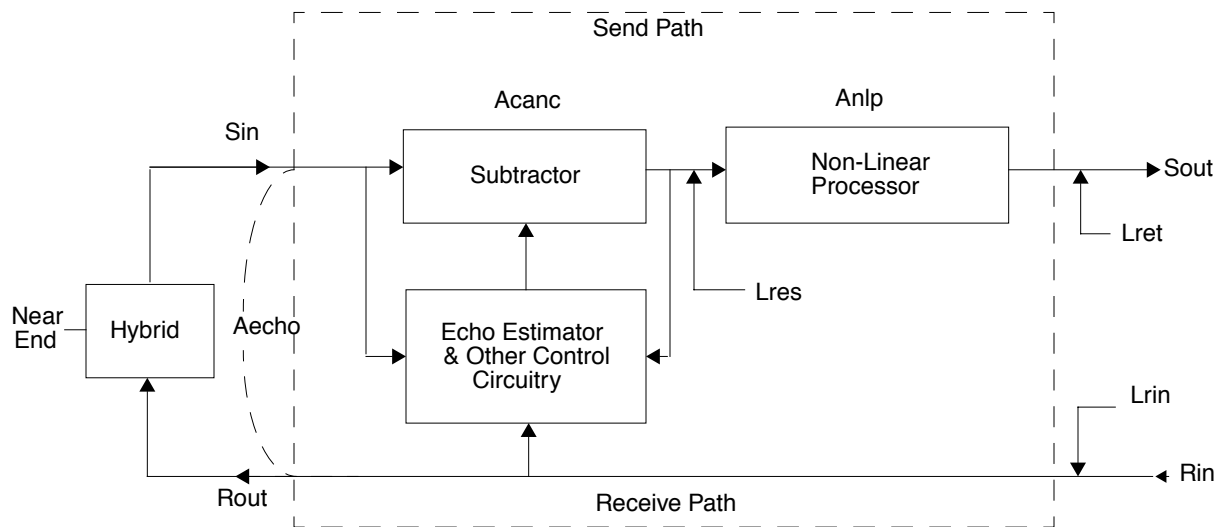 Send Path
Acanc
Anlp
Sin
Subtractor
Non-Linear
Processor
Sout
Lret
Lres
Near
End
Hybrid
Aecho
Echo Estimator
& Other Control
Circuitry
Lrin
Rin
Rout
Receive Path